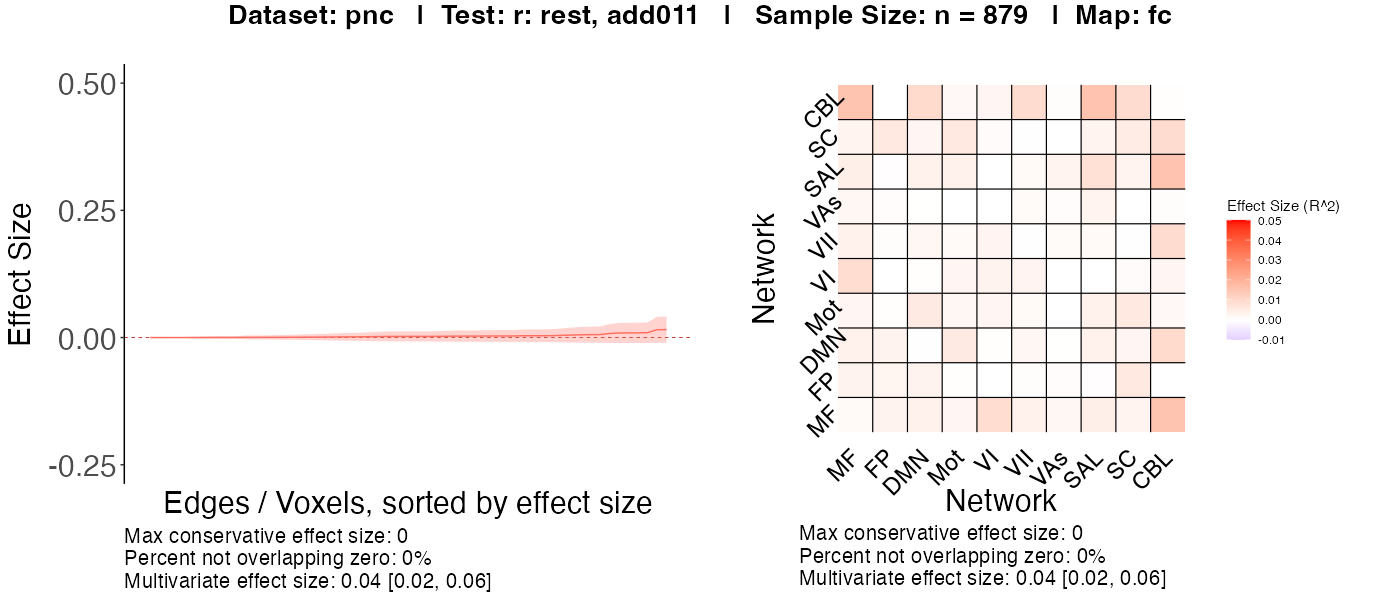 Dataset: pnc | Test: r: rest, add011 | Sample Size: n = 879 | Map: fc
Effect Size
0.50
0.25
0.00
-0.25
Edges / Voxels, sorted by effect size
Max conservative effect size: 0
Percent not overlapping zero: 0%
Multivariate effect size: 0.04 [0.02, 0.06]
Network
CBL
SC
SAL
VAs
VII
VI
Mot
DMN
FP
MF
MF FP DMN Mot VI VII VAs SAL SC CBL
Network
Max conservative effect size: 0
Percent not overlapping zero: 0%
Multivariate effect size: 0.04 [0.02, 0.06]
Effect Size (R^2)
0.05
0.04
0.03
0.02
0.01
0.00
-0.01